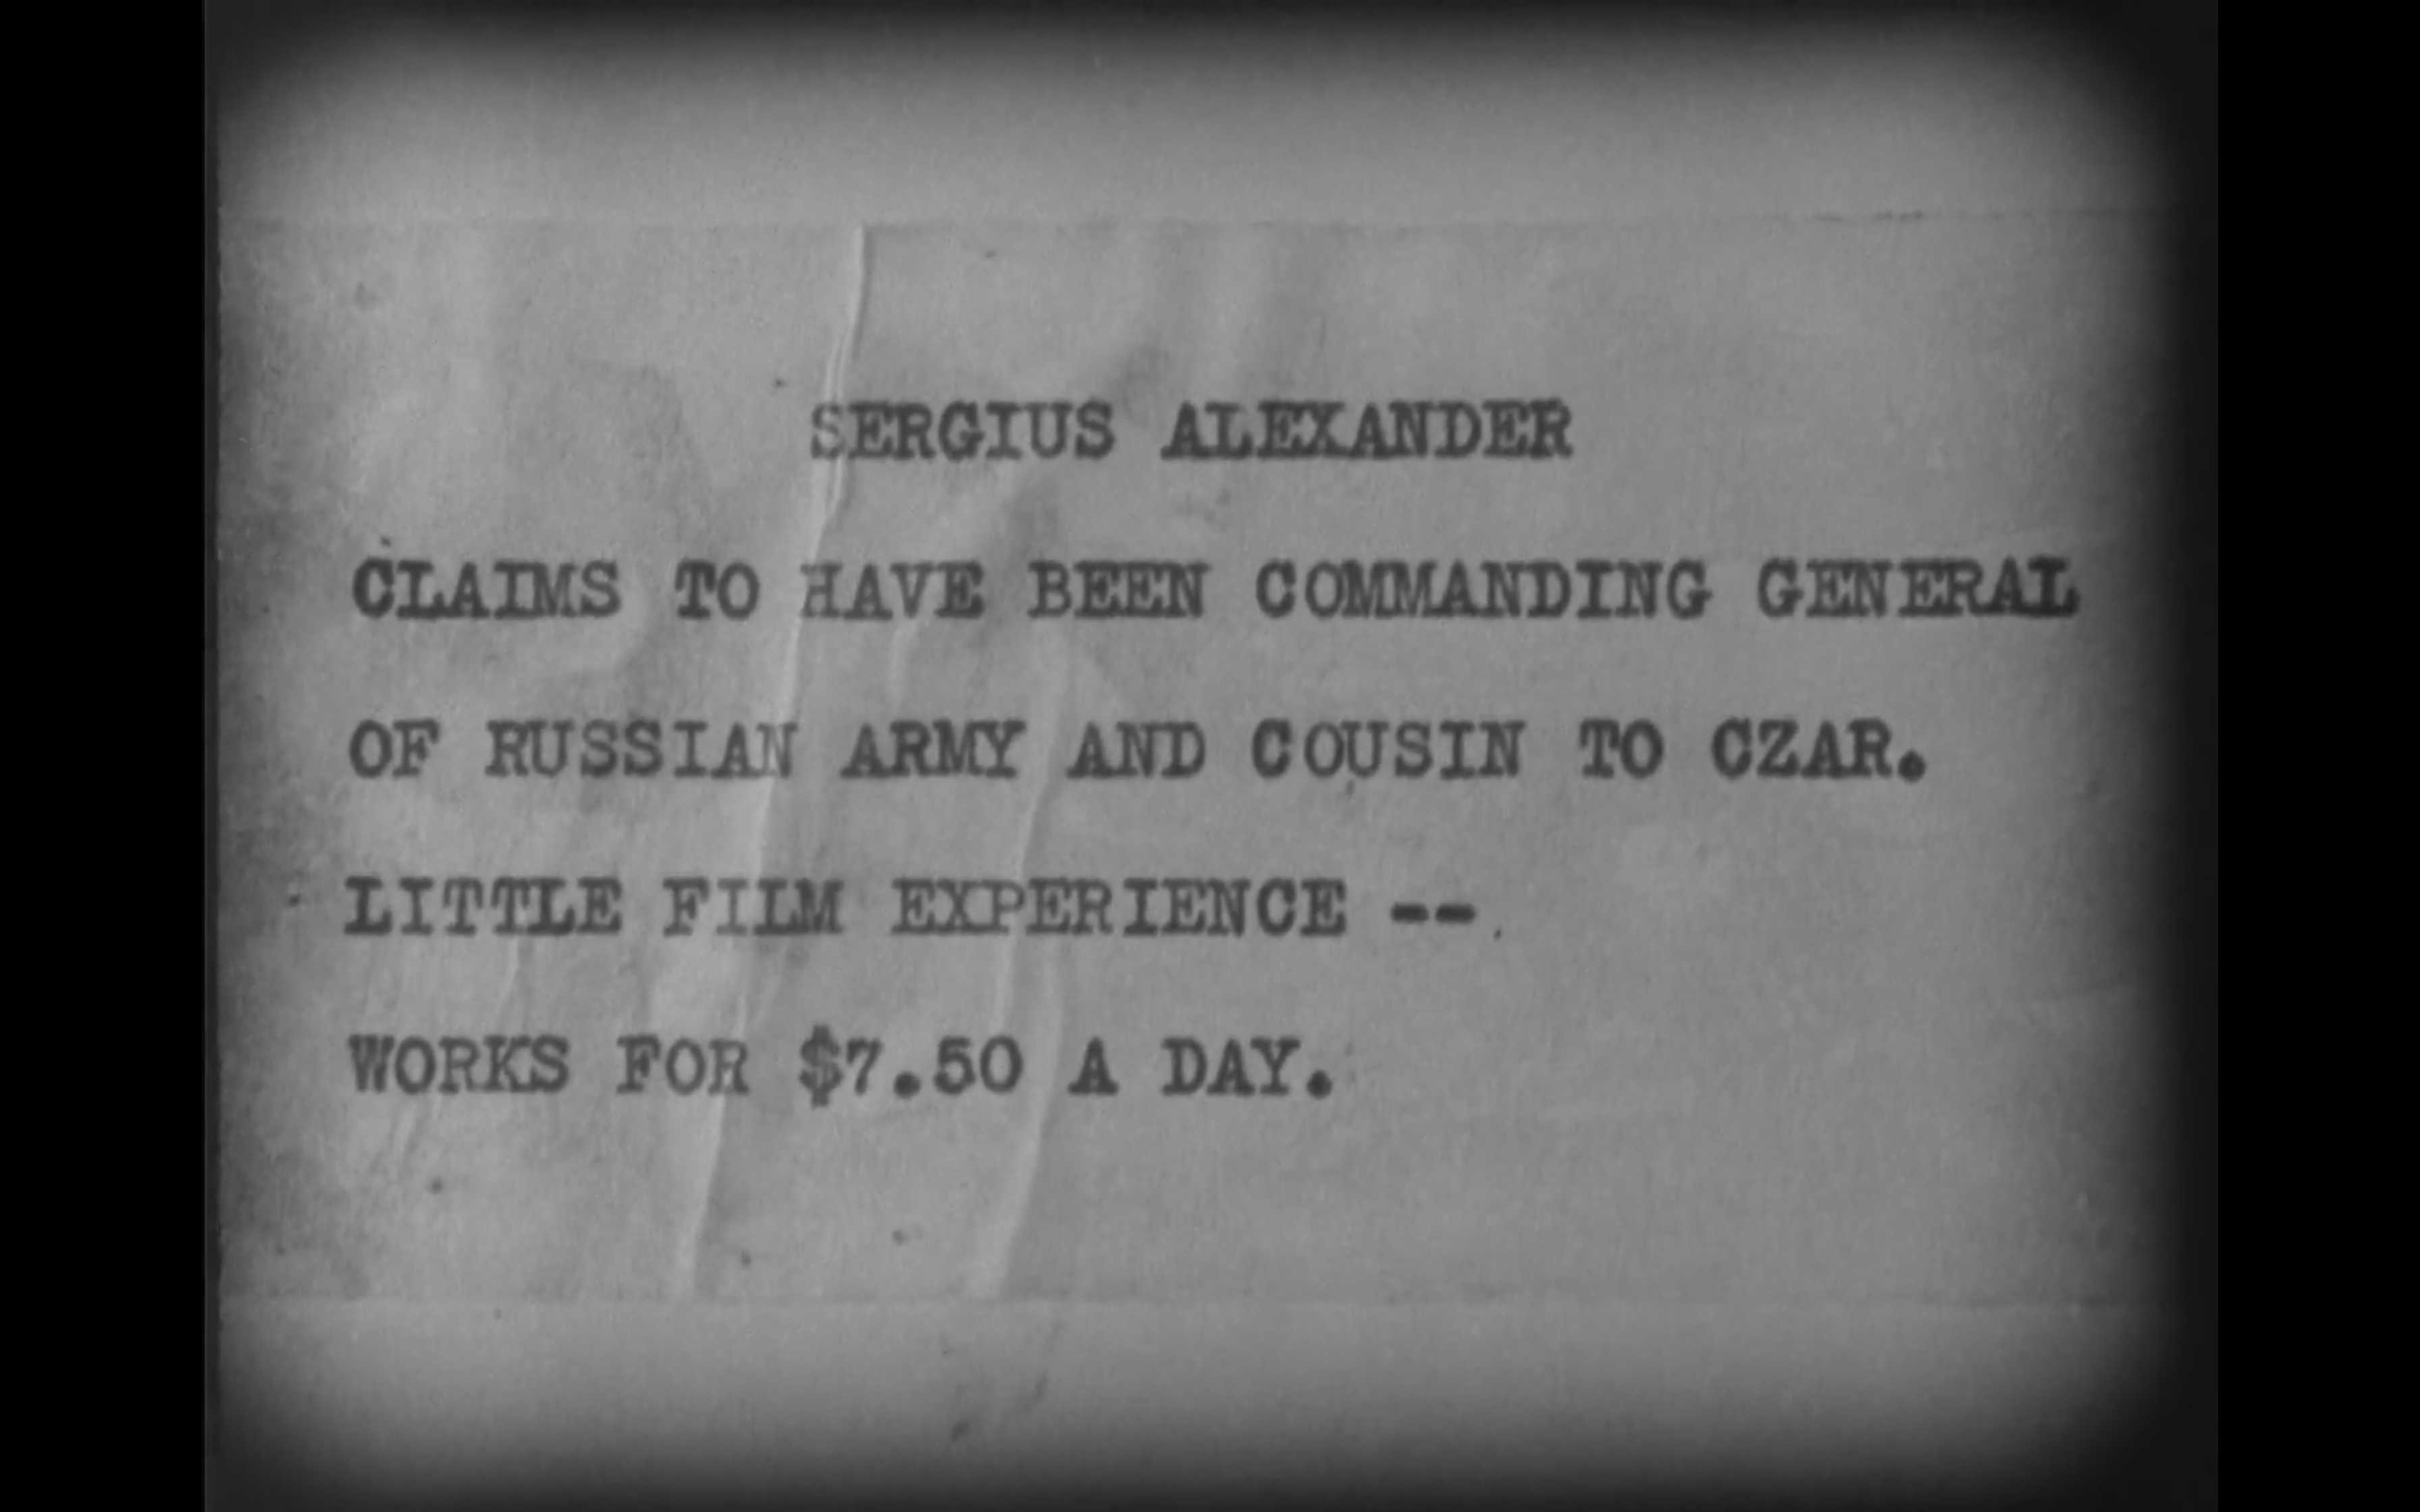 SERGIUS ALEXANDER
CLAIMS TO HAVE BEEN COMMANDING GENERAL
OF RUSSIAN ARMY AND COUSIN TO CZAR.
LITTLE FILM EXPERIENCE --
WORKS FOR $7.50 A DAY.